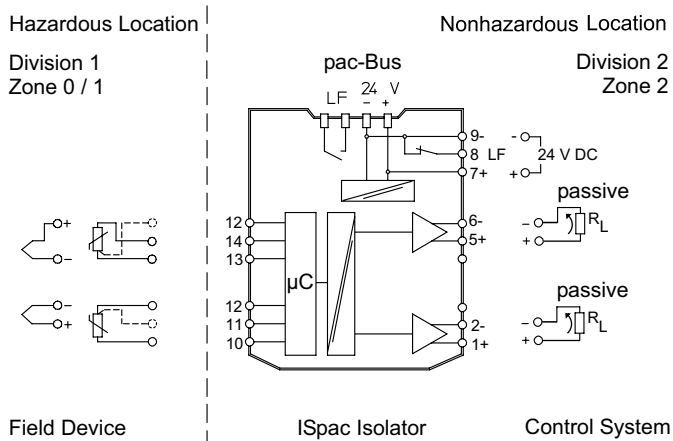 Hazardous Location
Nonhazardous Location
Division 1
Zone 0 / 1
pac-Bus
Division 2
Zone 2
LF 24 V
- +
9- -
8 LF 24 V DC
7+ +
passive
12 6- - RL
14 5+ +
13
+
-
µC
passive
12
11 2- - RL
10 1+ +
-
+
Field Device
ISpac Isolator
Control System